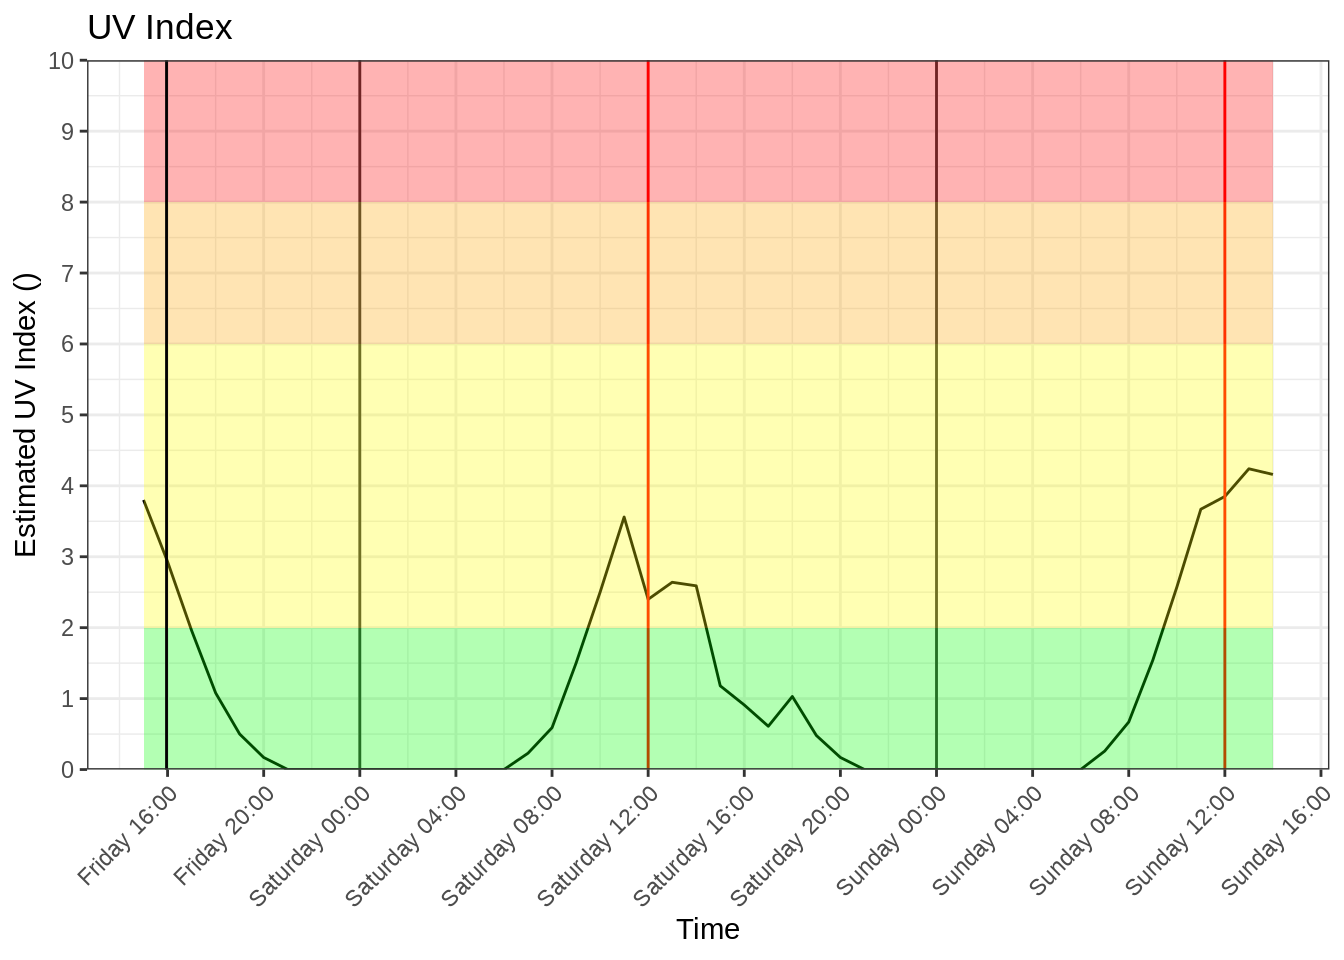 UV Index
Estimated UV Index ()
10
9
8
7
6
5
4
3
2
1
0
Friday 16:00
Friday 20:00
Saturday 00:00
Saturday 04:00
Saturday 08:00
Saturday 12:00
Saturday 16:00
Saturday 20:00
Sunday 00:00
Sunday 04:00
Sunday 08:00
Sunday 12:00
Sunday 16:00
Time